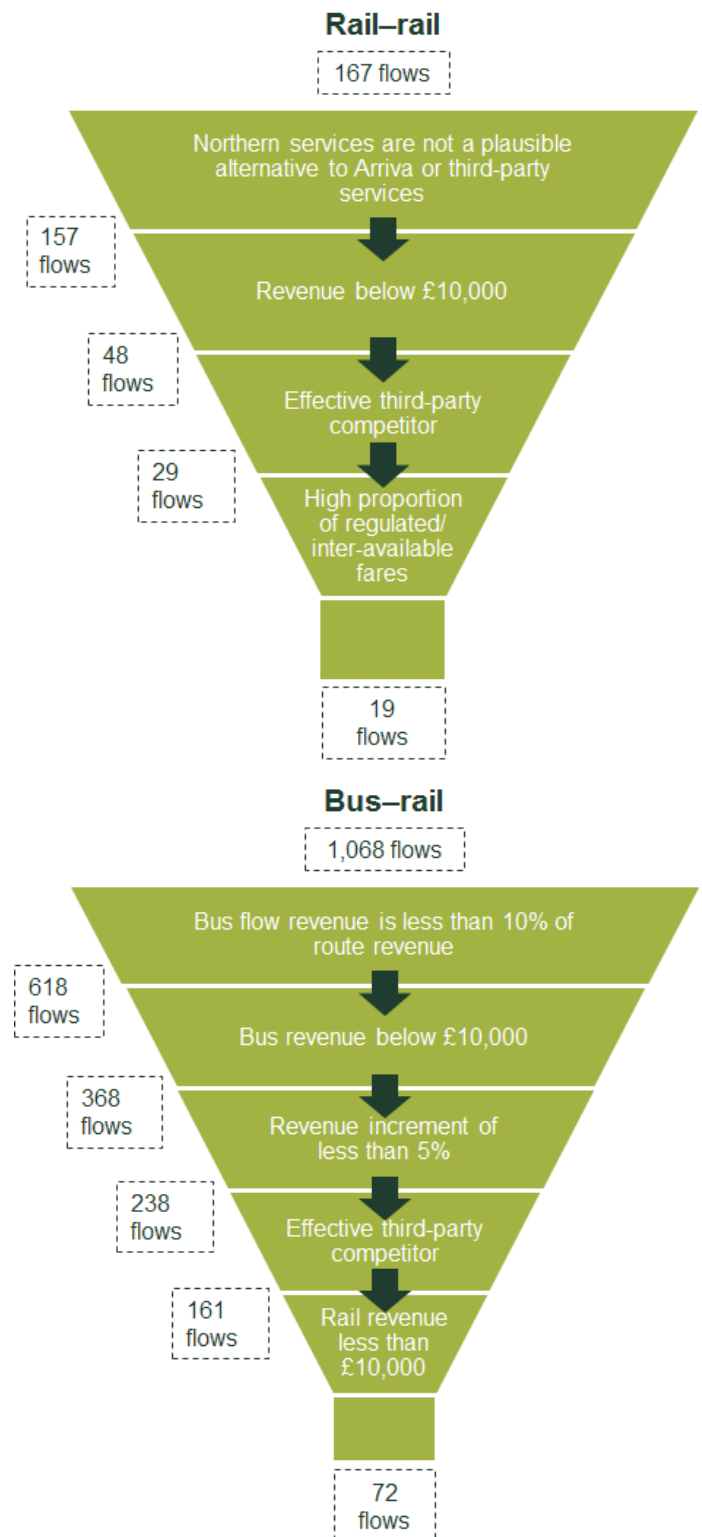 Rail–rail
167 flows
Northern services are not a plausible
alternative to Arriva or third-party
services
157
flows
Revenue below £10,000
48
flows
Effective third-party
competitor
29
flows
High proportion
of regulated/
inter-available
fares
19
flows
Bus–rail
1,068 flows
Bus flow revenue is less than 10% of
route revenue
618
flows
Bus revenue below £10,000
368
flows
Revenue increment of
less than 5%
238
flows
Effective third-party
competitor
161
flows
Rail revenue
less than
£10,000
72
flows